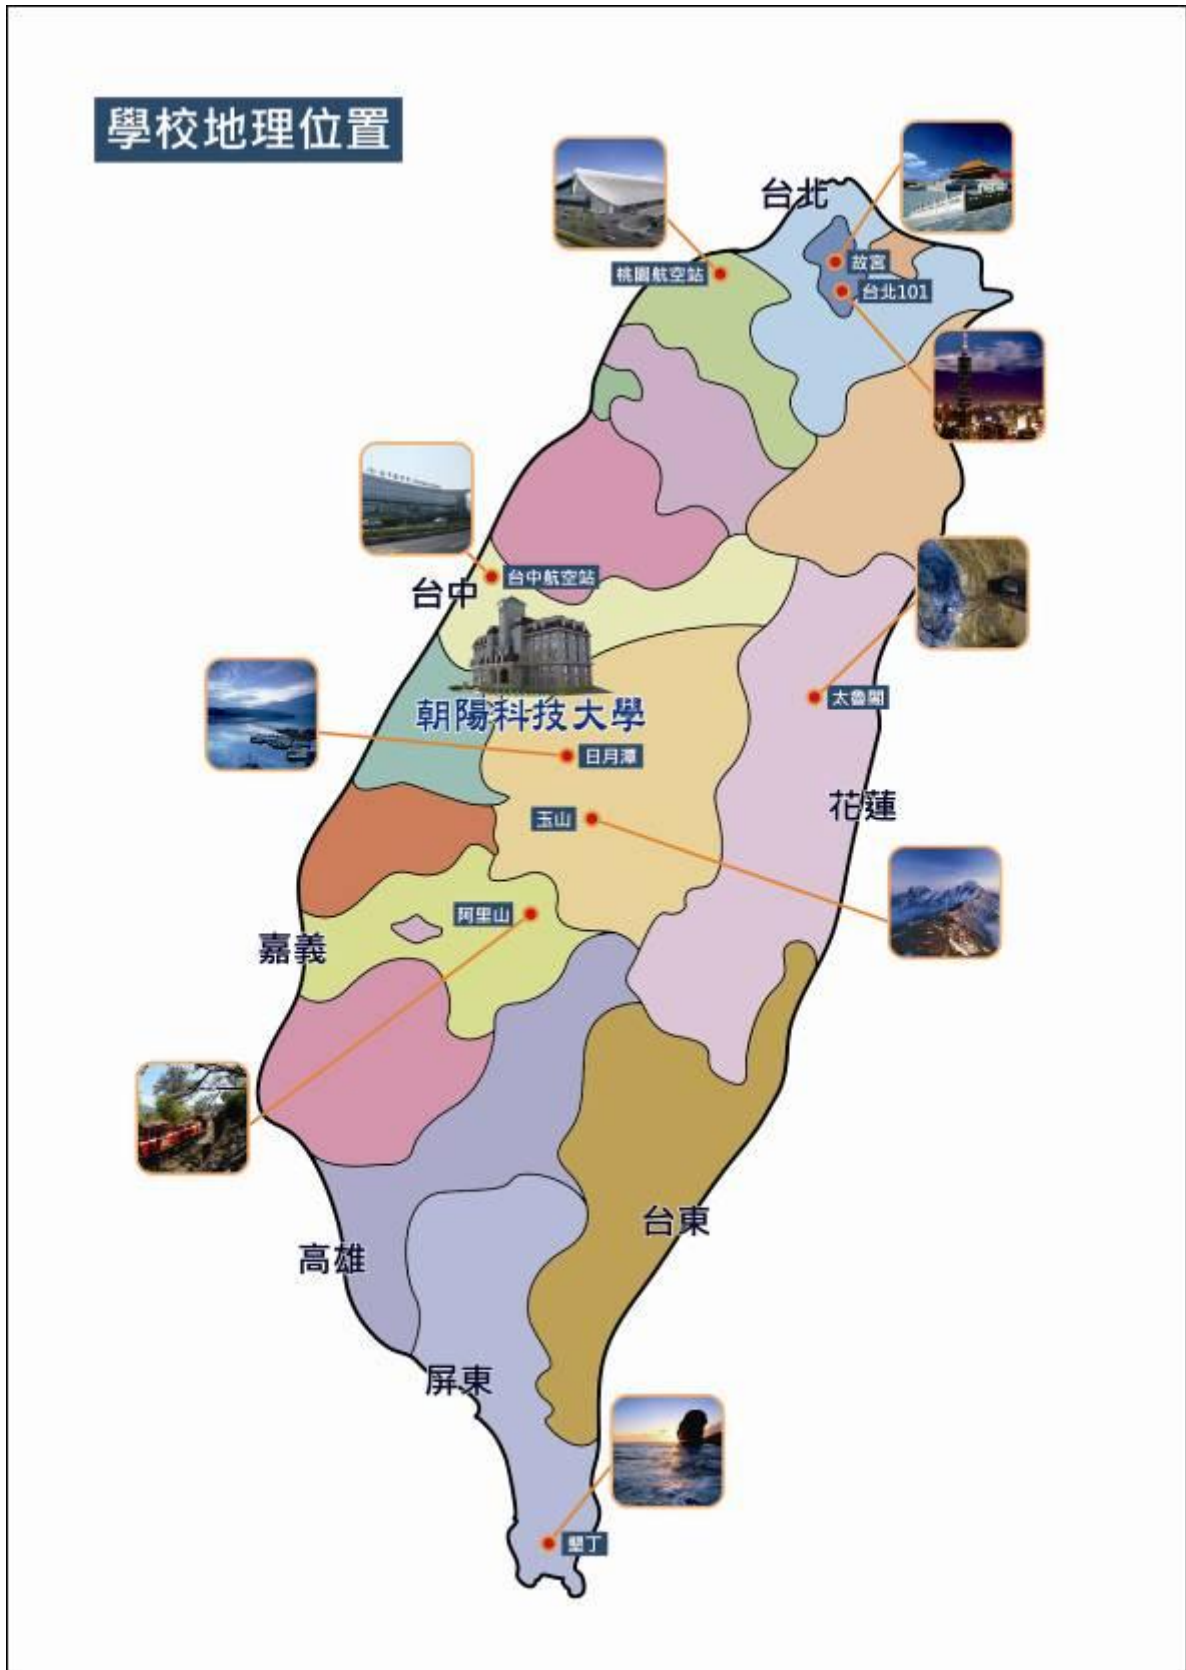 學校地理位置
台北
故宮
桃園航空站
台北101
台中航空站
台中
太魯閣
朝陽科技大學
日月潭
花蓮
玉山
阿里山
嘉義
台東
高雄
屏東
墾丁